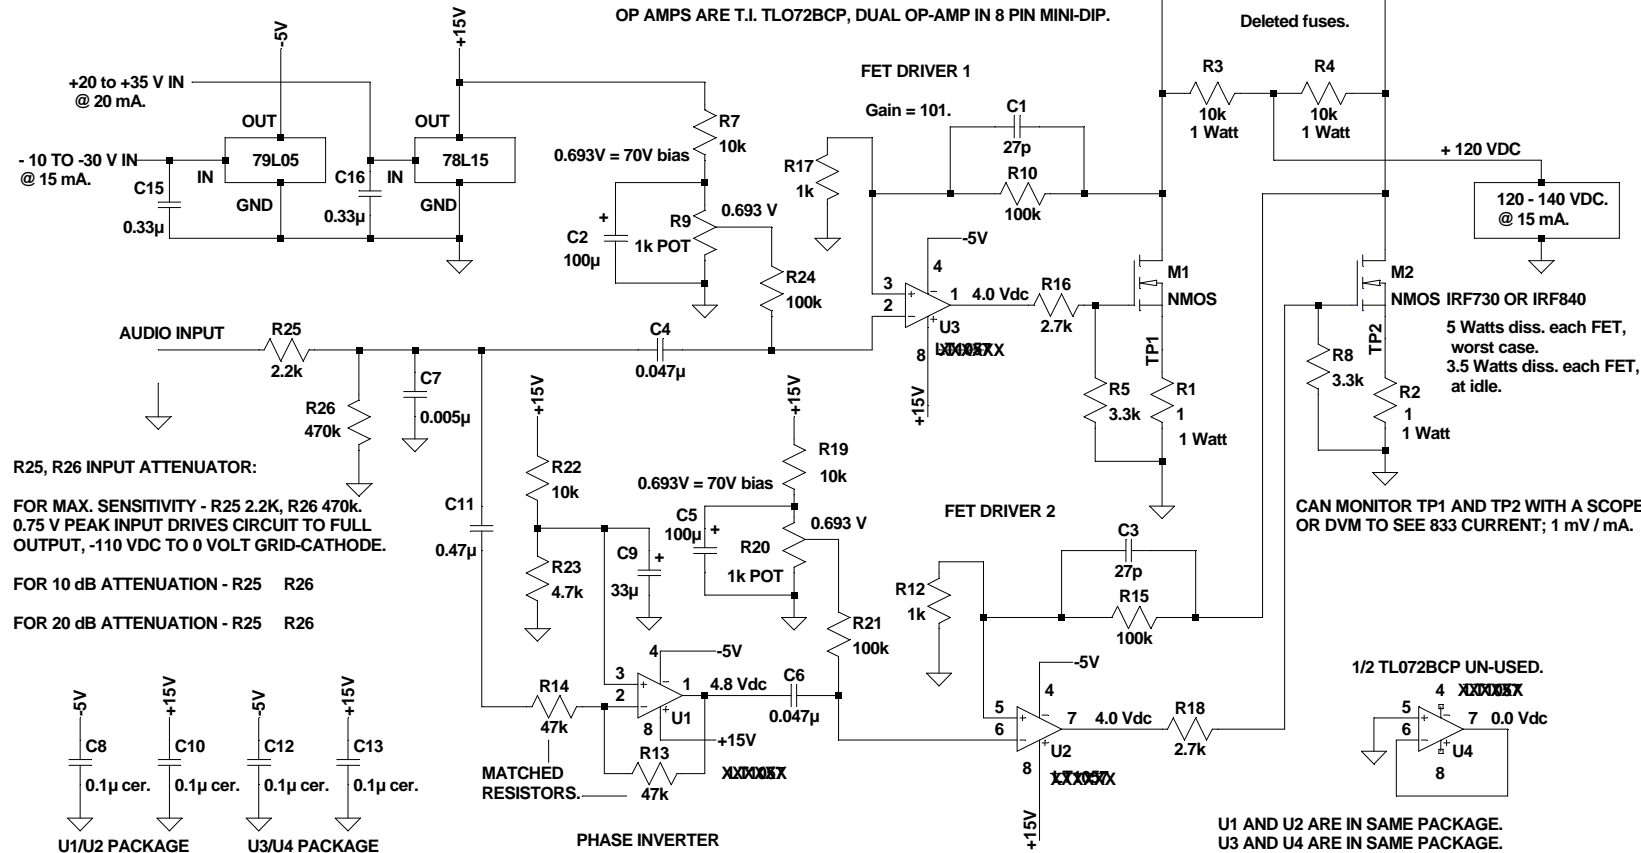 OP AMPS ARE T.I. TLO72BCP, DUAL OP-AMP IN 8 PIN MINI-DIP.
Deleted fuses.
-5V
+15V
+20 to +35 V IN
@ 20 mA.
OUT
79L05
IN
GND
- 10 TO -30 V IN
@ 15 mA.
C15
0.33µ
OUT
78L15
IN
GND
C16
0.33µ
R7
10k
0.693V = 70V bias
C2
100µ
+
R9
1k POT
0.693 V
R24
100k
FET DRIVER 1
Gain = 101.
R17
1k
C1
27p
R10
100k
-5V
4
3
2
1
4.0 Vdc
U3
8
+15V
R16
2.7k
R5
3.3k
M1
NMOS
TP1
R1
1
1 Watt
R3
10k
1 Watt
R4
10k
1 Watt
+ 120 VDC
120 - 140 VDC.
@ 15 mA.
M2
NMOS IRF730 OR IRF840
5 Watts diss. each FET,
worst case.
3.5 Watts diss. each FET,
at idle.
TP2
R8
3.3k
R2
1
1 Watt
CAN MONITOR TP1 AND TP2 WITH A SCOPE
OR DVM TO SEE 833 CURRENT; 1 mV / mA.
AUDIO INPUT
R25
2.2k
R26
470k
C7
0.005µ
C4
0.047µ
R25, R26 INPUT ATTENUATOR:
FOR MAX. SENSITIVITY - R25 2.2K, R26 470k.
0.75 V PEAK INPUT DRIVES CIRCUIT TO FULL
OUTPUT, -110 VDC TO 0 VOLT GRID-CATHODE.
FOR 10 dB ATTENUATION - R25 R26
FOR 20 dB ATTENUATION - R25 R26
C11
0.47µ
+15V
R22
10k
R23
4.7k
C9
33µ
+
+15V
R19
10k
0.693V = 70V bias
C5
100µ
+
R20
1k POT
0.693 V
R21
100k
-5V
4
3
2
1
4.8 Vdc
U1
8
+15V
C6
0.047µ
R14
47k
R13
47k
MATCHED
RESISTORS.
PHASE INVERTER
FET DRIVER 2
R12
1k
C3
27p
R15
100k
-5V
4
5
6
7
4.0 Vdc
U2
8
+15V
R18
2.7k
1/2 TL072BCP UN-USED.
4
5
6
7
0.0 Vdc
U4
8
U1 AND U2 ARE IN SAME PACKAGE.
U3 AND U4 ARE IN SAME PACKAGE.
-5V
C8
0.1µ cer.
+15V
C10
0.1µ cer.
-5V
C12
0.1µ cer.
+15V
C13
0.1µ cer.
U1/U2 PACKAGE
U3/U4 PACKAGE